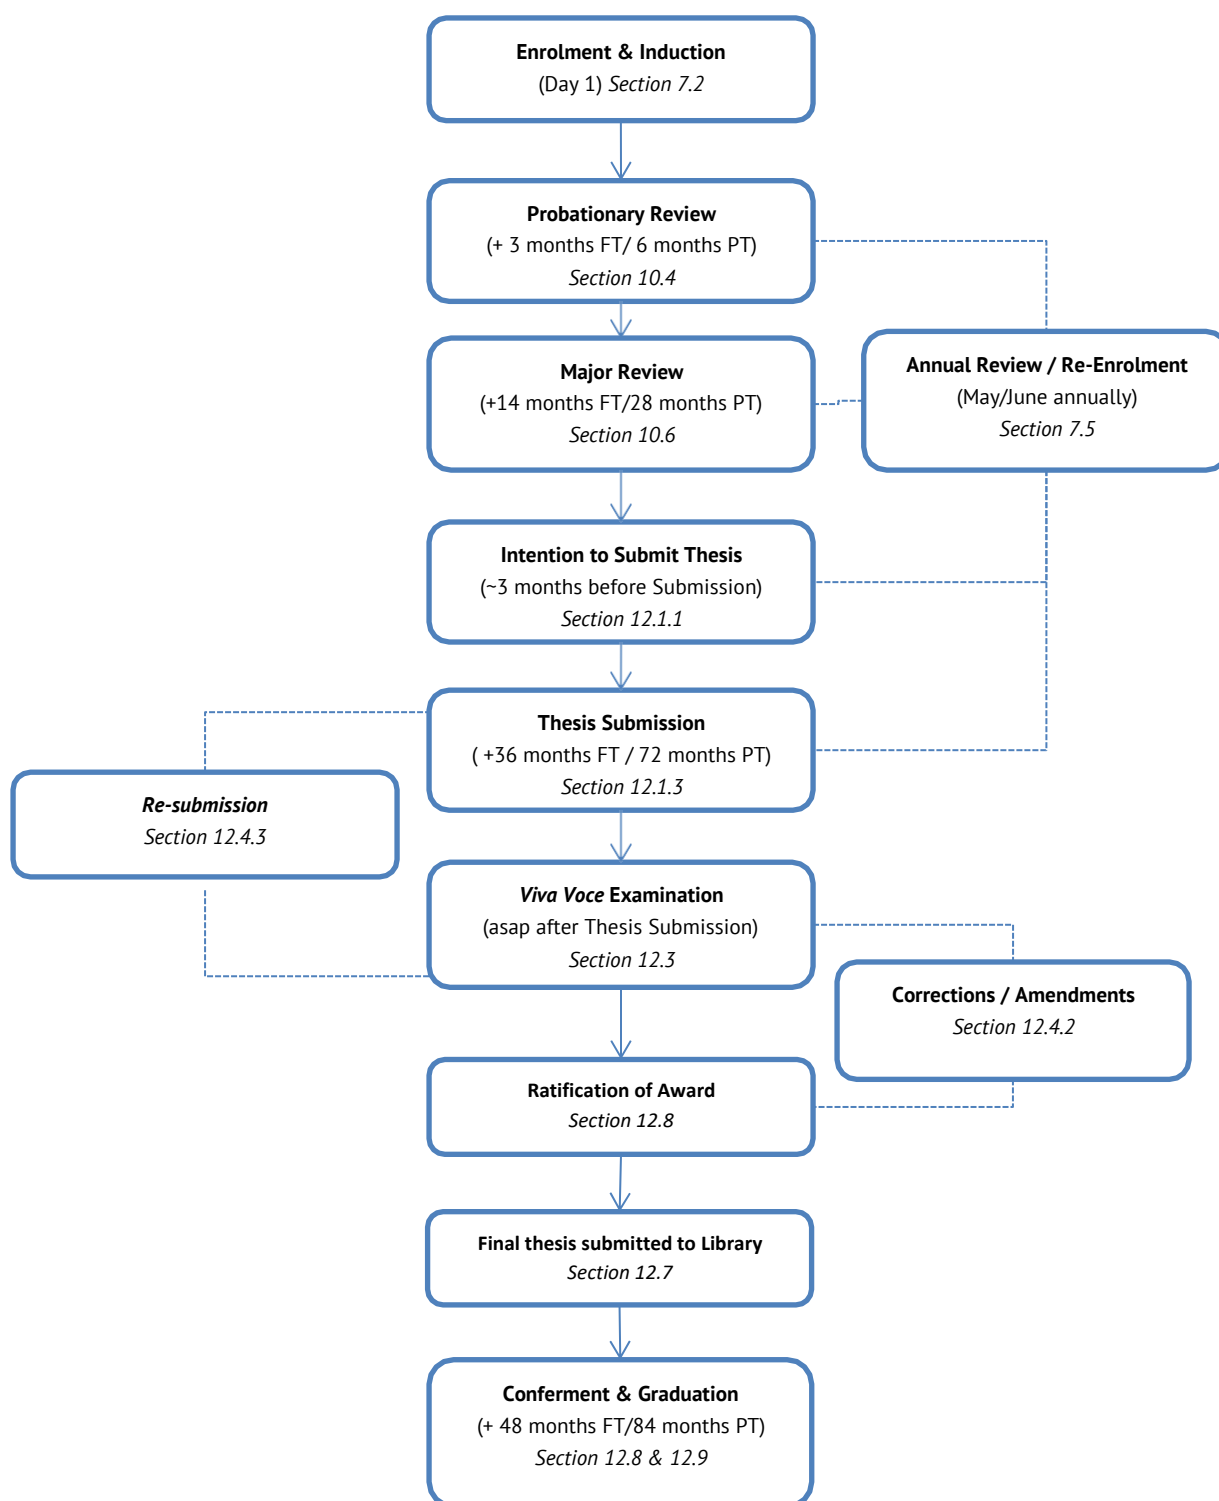 Enrolment & Induction
(Day 1) Section 7.2
Probationary Review
(+ 3 months FT/ 6 months PT)
Section 10.4
Major Review
(+14 months FT/28 months PT)
Section 10.6
Annual Review / Re-Enrolment
(May/June annually)
Section 7.5
Intention to Submit Thesis
(~3 months before Submission)
Section 12.1.1
Thesis Submission
( +36 months FT / 72 months PT)
Section 12.1.3
Re-submission
Section 12.4.3
Viva Voce Examination
(asap after Thesis Submission)
Section 12.3
Corrections / Amendments
Section 12.4.2
Ratification of Award
Section 12.8
Final thesis submitted to Library
Section 12.7
Conferment & Graduation
(+ 48 months FT/84 months PT)
Section 12.8 & 12.9